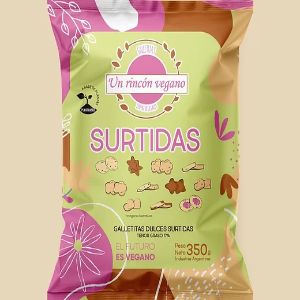 Un rincón vegano
SURTIDAS
GALLETITAS DULCES SURTIDAS
EL FUTURO
ES VEGANO
Peso
Neto 350g
Industria Argentina